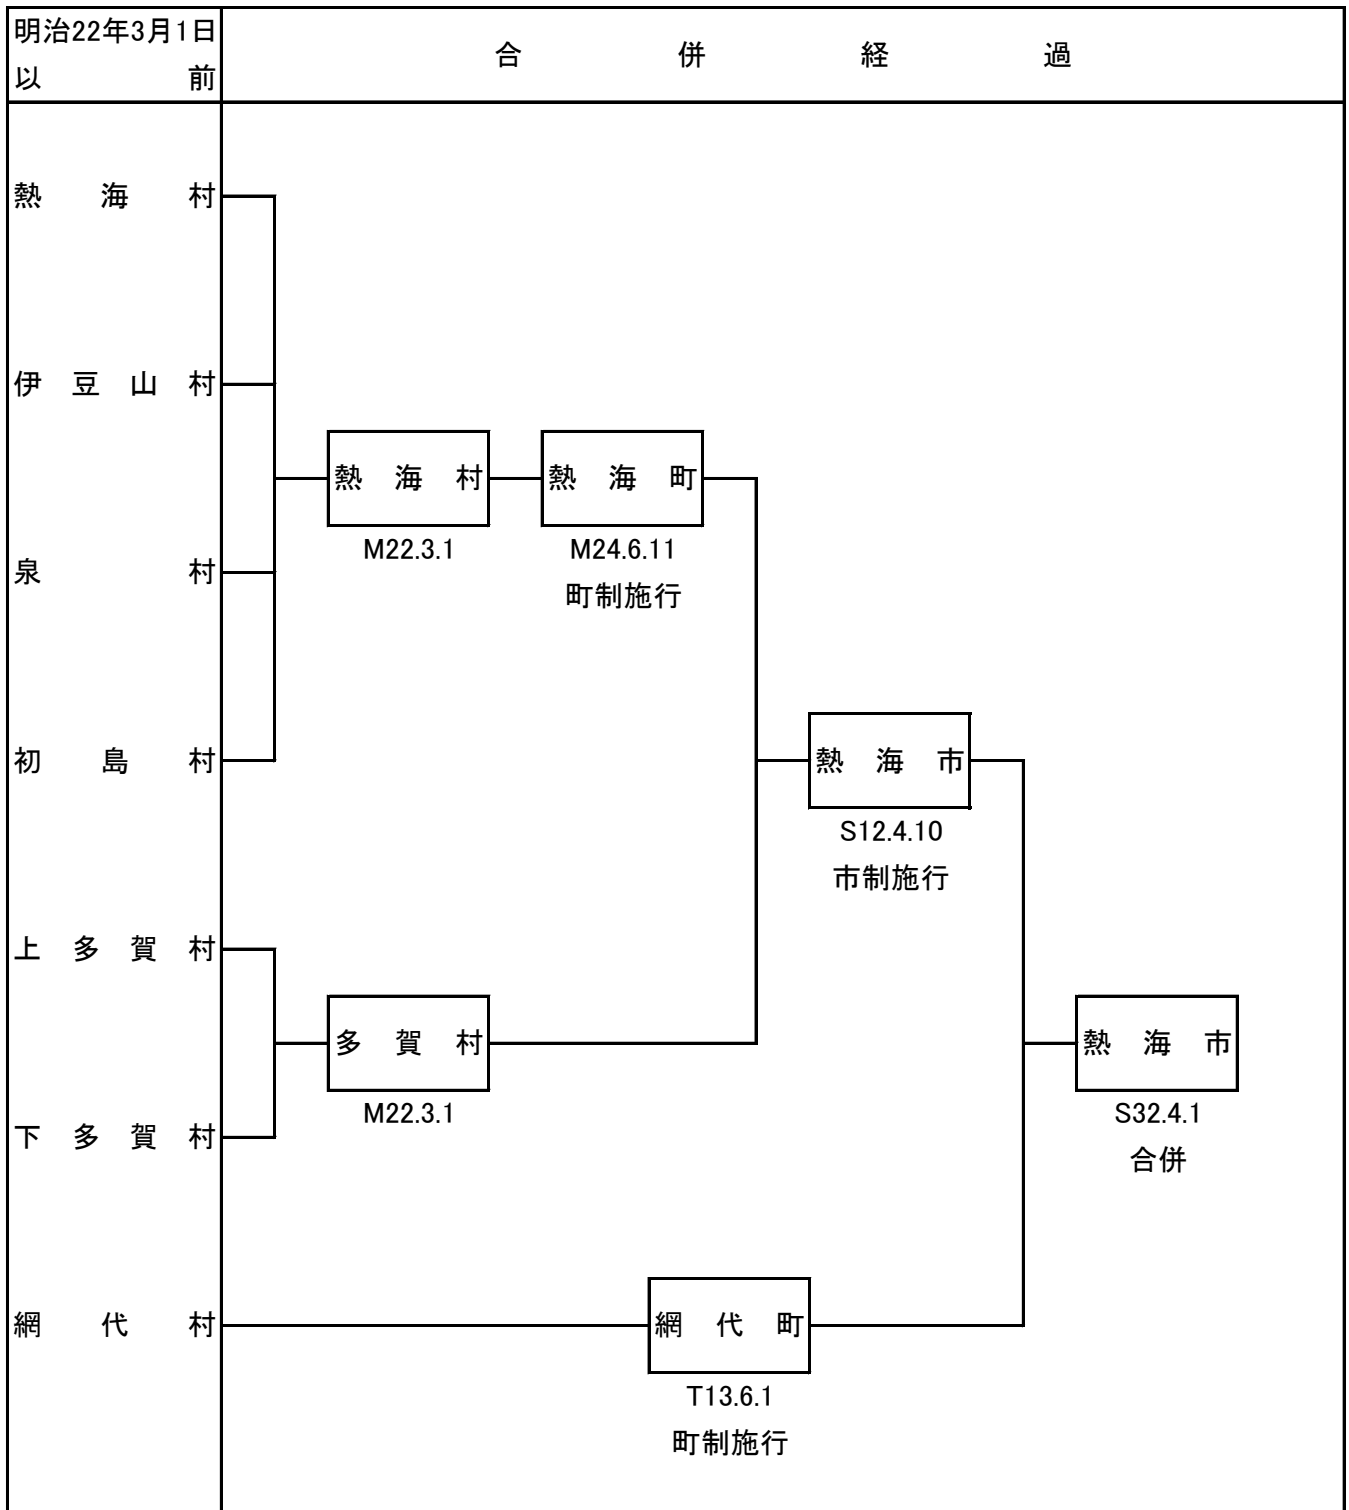 明治22年3月1日
以前
合併経過
熱海村
伊豆山村
熱海村
熱海町
M22.3.1
M24.6.11
泉村
町制施行
初島村
熱海市
S12.4.10
市制施行
上多賀村
多賀村
熱海市
M22.3.1
S32.4.1
下多賀村
合併
網代村
網代町
T13.6.1
町制施行